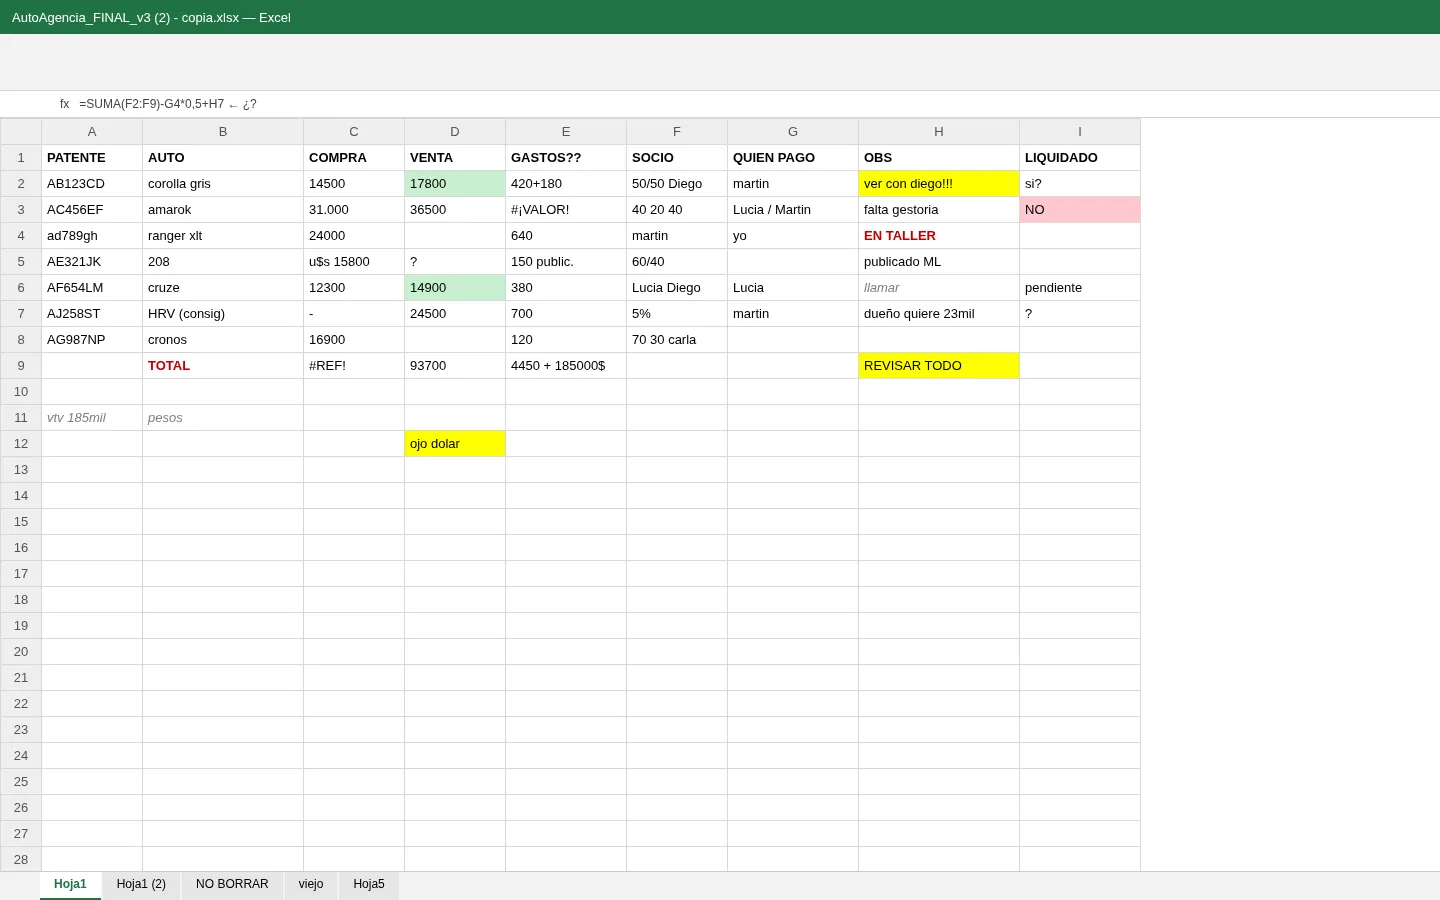 AutoAgencia_FINAL_v3 (2) - copia.xlsx — Excel
fx =SUMA(F2:F9)-G4*0,5+H7 ← ¿?
A B C D E F G H I
1 PATENTE AUTO COMPRA VENTA GASTOS?? SOCIO QUIEN PAGO OBS LIQUIDADO
2 AB123CD corolla gris 14500 17800 420+180 50/50 Diego martin ver con diego!!! si?
3 AC456EF amarok 31.000 36500 #¡VALOR! 40 20 40 Lucia / Martin falta gestoria NO
4 ad789gh ranger xlt 24000 640 martin yo EN TALLER
5 AE321JK 208 u$s 15800 ? 150 public. 60/40 publicado ML
6 AF654LM cruze 12300 14900 380 Lucia Diego Lucia llamar pendiente
7 AJ258ST HRV (consig) - 24500 700 5% martin dueño quiere 23mil ?
8 AG987NP cronos 16900 120 70 30 carla
9 TOTAL #REF! 93700 4450 + 185000$ REVISAR TODO
10
11 vtv 185mil pesos
12 ojo dolar
13
14
15
16
17
18
19
20
21
22
23
24
25
26
27
28
Hoja1 Hoja1 (2) NO BORRAR viejo Hoja5